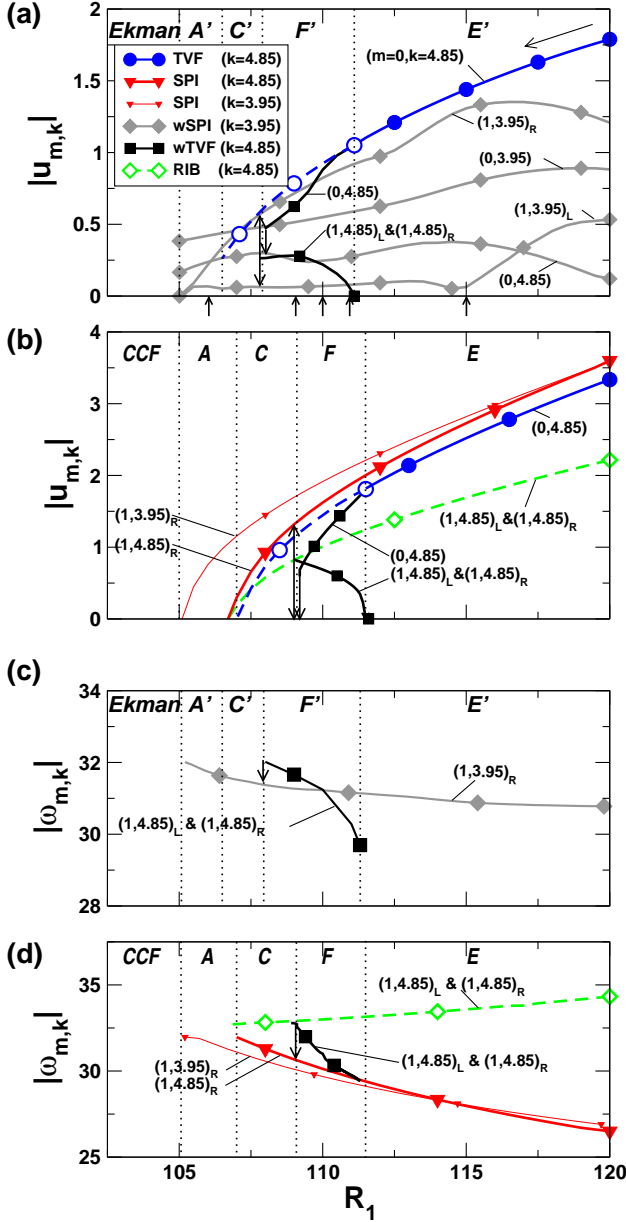 (a)
Ekman A' C' F' E'
TVF (k=4.85)
SPI (k=4.85)
SPI (k=3.95)
wSPI (k=3.95)
wTVF (k=4.85)
RIB (k=4.85)
(m=0,k=4.85)
(1,3.95)R
(0,3.95)
(0,4.85)
(1,3.95)L
(1,4.85)L&(1,4.85)R
(0,4.85)
|um,k|
2
1.5
1
0.5
0
(b)
CCF A C F E
(0,4.85)
(1,3.95)R
(1,4.85)R
(1,4.85)L&(1,4.85)R
(0,4.85)
(1,4.85)L&(1,4.85)R
|um,k|
4
3
2
1
0
(c)
Ekman A' C' F' E'
(1,3.95)R
(1,4.85)L & (1,4.85)R
|ωm,k|
34
32
30
28
(d)
CCF A C F E
(1,4.85)L & (1,4.85)R
(1,4.85)L & (1,4.85)R
(1,3.95)R
(1,4.85)R
|ωm,k|
35
32.5
30
27.5
25
105 110 115 120
R1